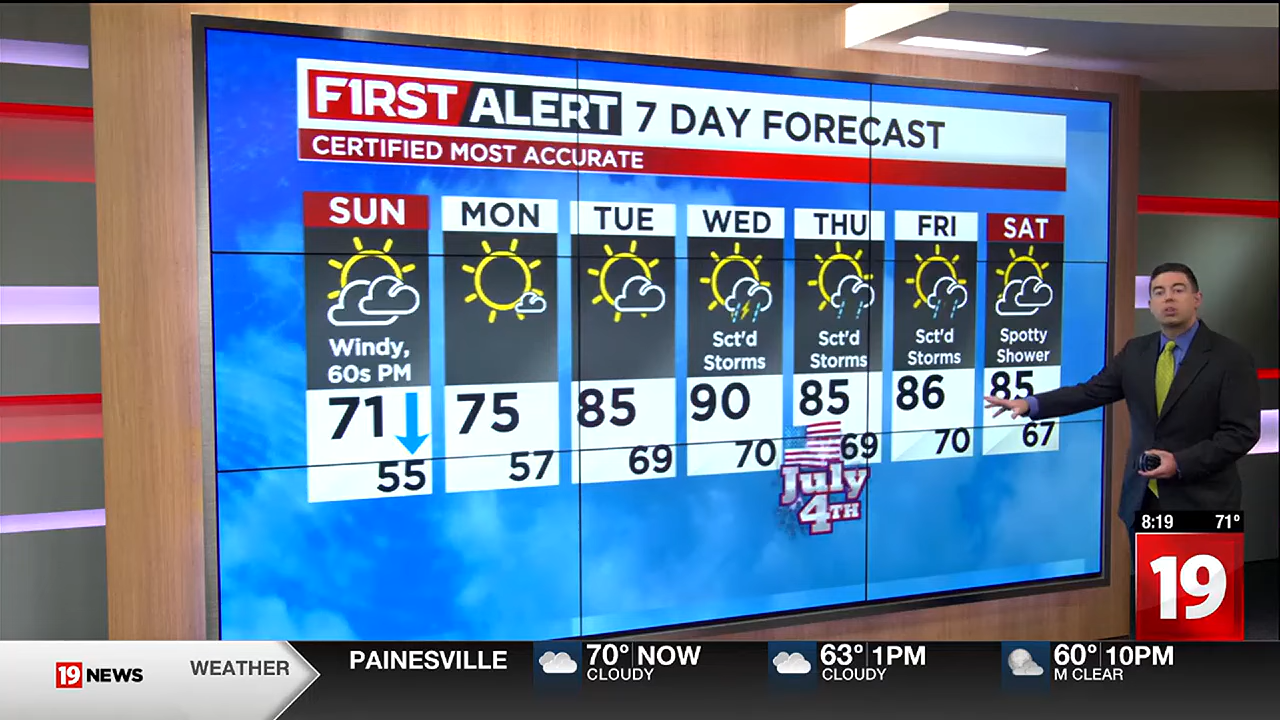 F1RST ALERT 7 DAY FORECAST
CERTIFIED MOST ACCURATE
SUN MON TUE WED THU FRI SAT
Windy,
60s PM
Sct'd
Storms
Sct'd
Storms
Sct'd
Storms
Spotty
Shower
71 75 85 90 85 86 85
55 57 69 70 69 70 67
July
4TH
8:19 71°
19
19 NEWS WEATHER
PAINESVILLE 70° NOW 63° 1PM 60° 10PM
CLOUDY CLOUDY M CLEAR